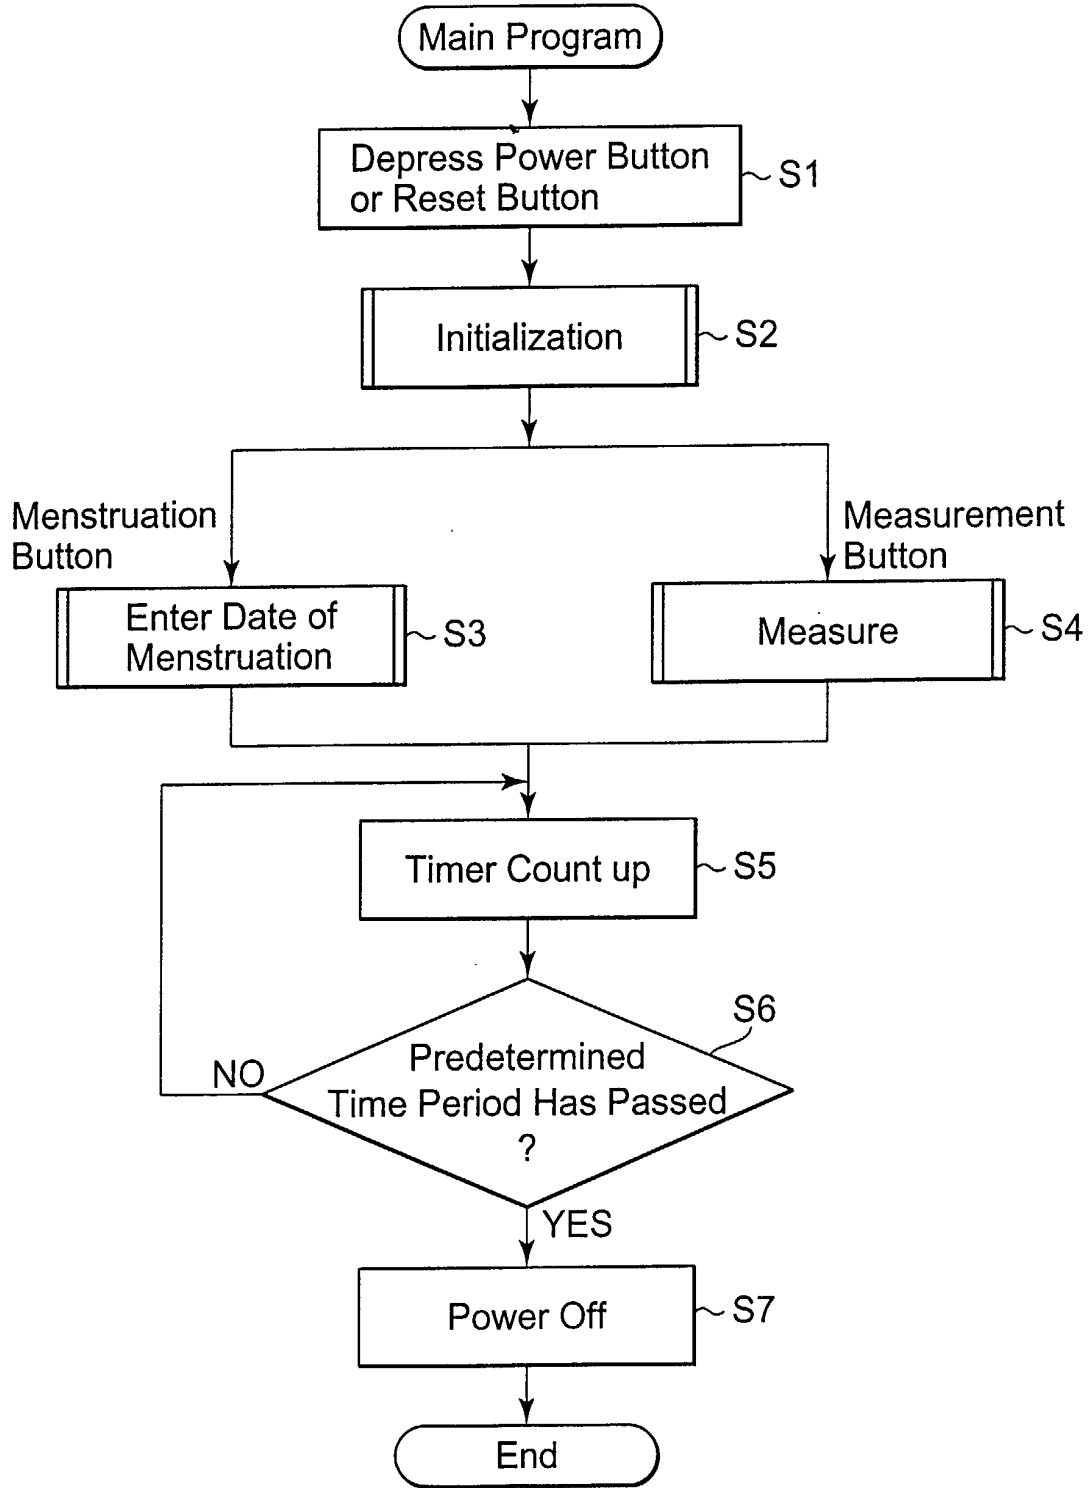 Main Program
Depress Power Button
or Reset Button
S1
Initialization
S2
Menstruation
Button
Measurement
Button
Enter Date of
Menstruation
S3
Measure
S4
Timer Count up
S5
S6
Predetermined
Time Period Has Passed
?
NO
YES
Power Off
S7
End